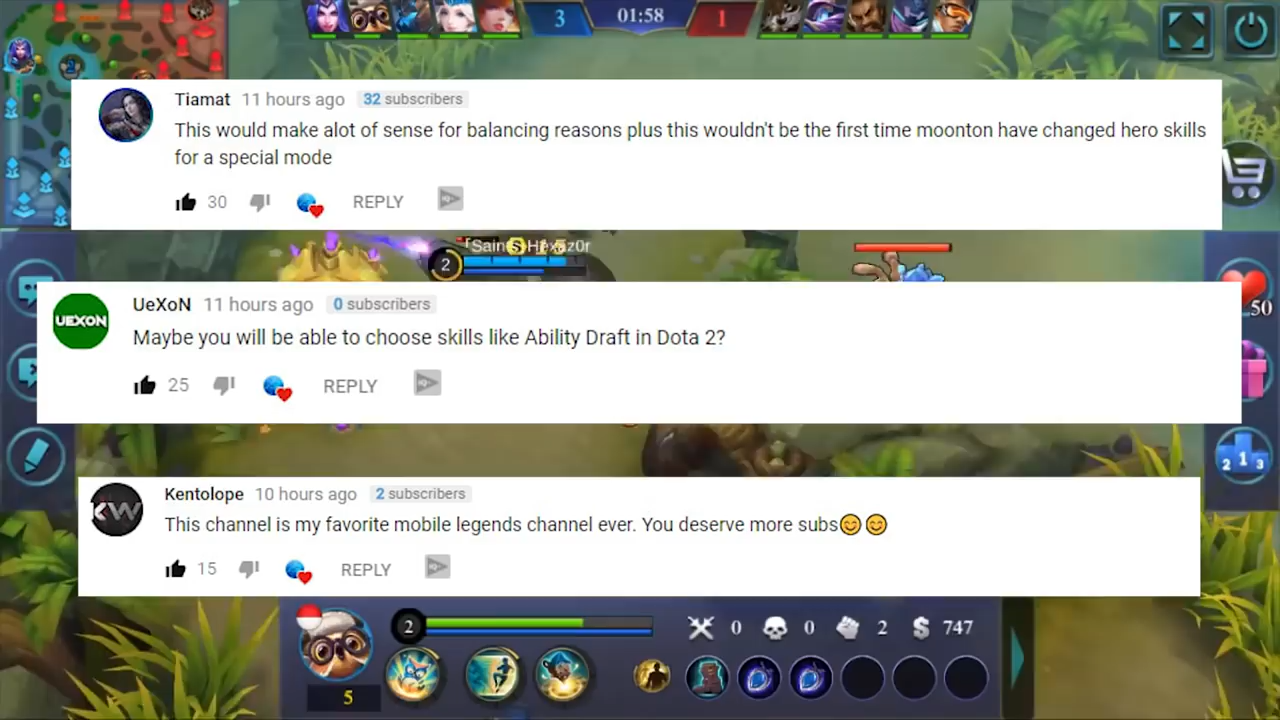 3 01:58 1
Tiamat 11 hours ago 32 subscribers
This would make alot of sense for balancing reasons plus this wouldn't be the first time moonton have changed hero skills
for a special mode
30 REPLY
2
50
UEXON
UeXoN 11 hours ago 0 subscribers
Maybe you will be able to choose skills like Ability Draft in Dota 2?
25 REPLY
2 1 3
KW
Kentolope 10 hours ago 2 subscribers
This channel is my favorite mobile legends channel ever. You deserve more subs😊😊
15 REPLY
2 0 0 2 $ 747
5